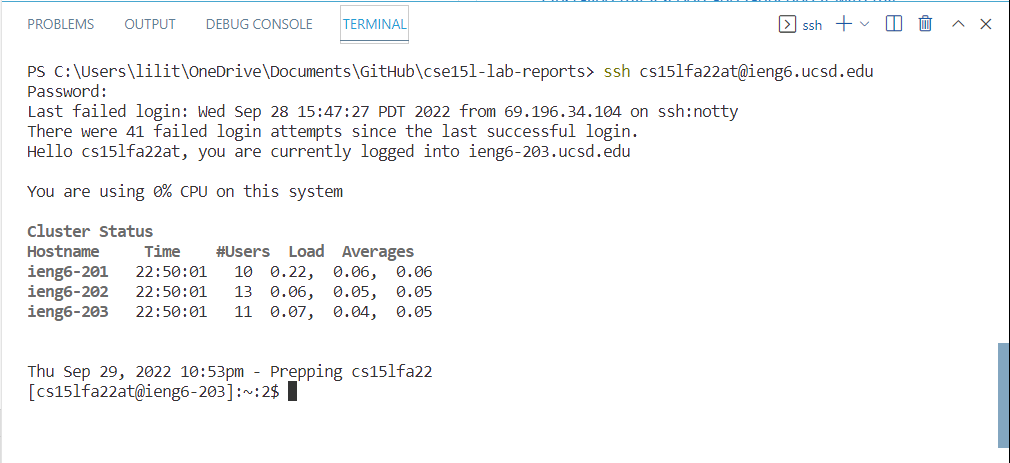 PROBLEMS OUTPUT DEBUG CONSOLE TERMINAL ssh
PS C:\Users\lilit\OneDrive\Documents\GitHub\cse15l-lab-reports> ssh cs15lfa22at@ieng6.ucsd.edu
Password:
Last failed login: Wed Sep 28 15:47:27 PDT 2022 from 69.196.34.104 on ssh:notty
There were 41 failed login attempts since the last successful login.
Hello cs15lfa22at, you are currently logged into ieng6-203.ucsd.edu
You are using 0% CPU on this system
Cluster Status
Hostname Time #Users Load Averages
ieng6-201 22:50:01 10 0.22, 0.06, 0.06
ieng6-202 22:50:01 13 0.06, 0.05, 0.05
ieng6-203 22:50:01 11 0.07, 0.04, 0.05
Thu Sep 29, 2022 10:53pm - Prepping cs15lfa22
[cs15lfa22at@ieng6-203]:~:2$